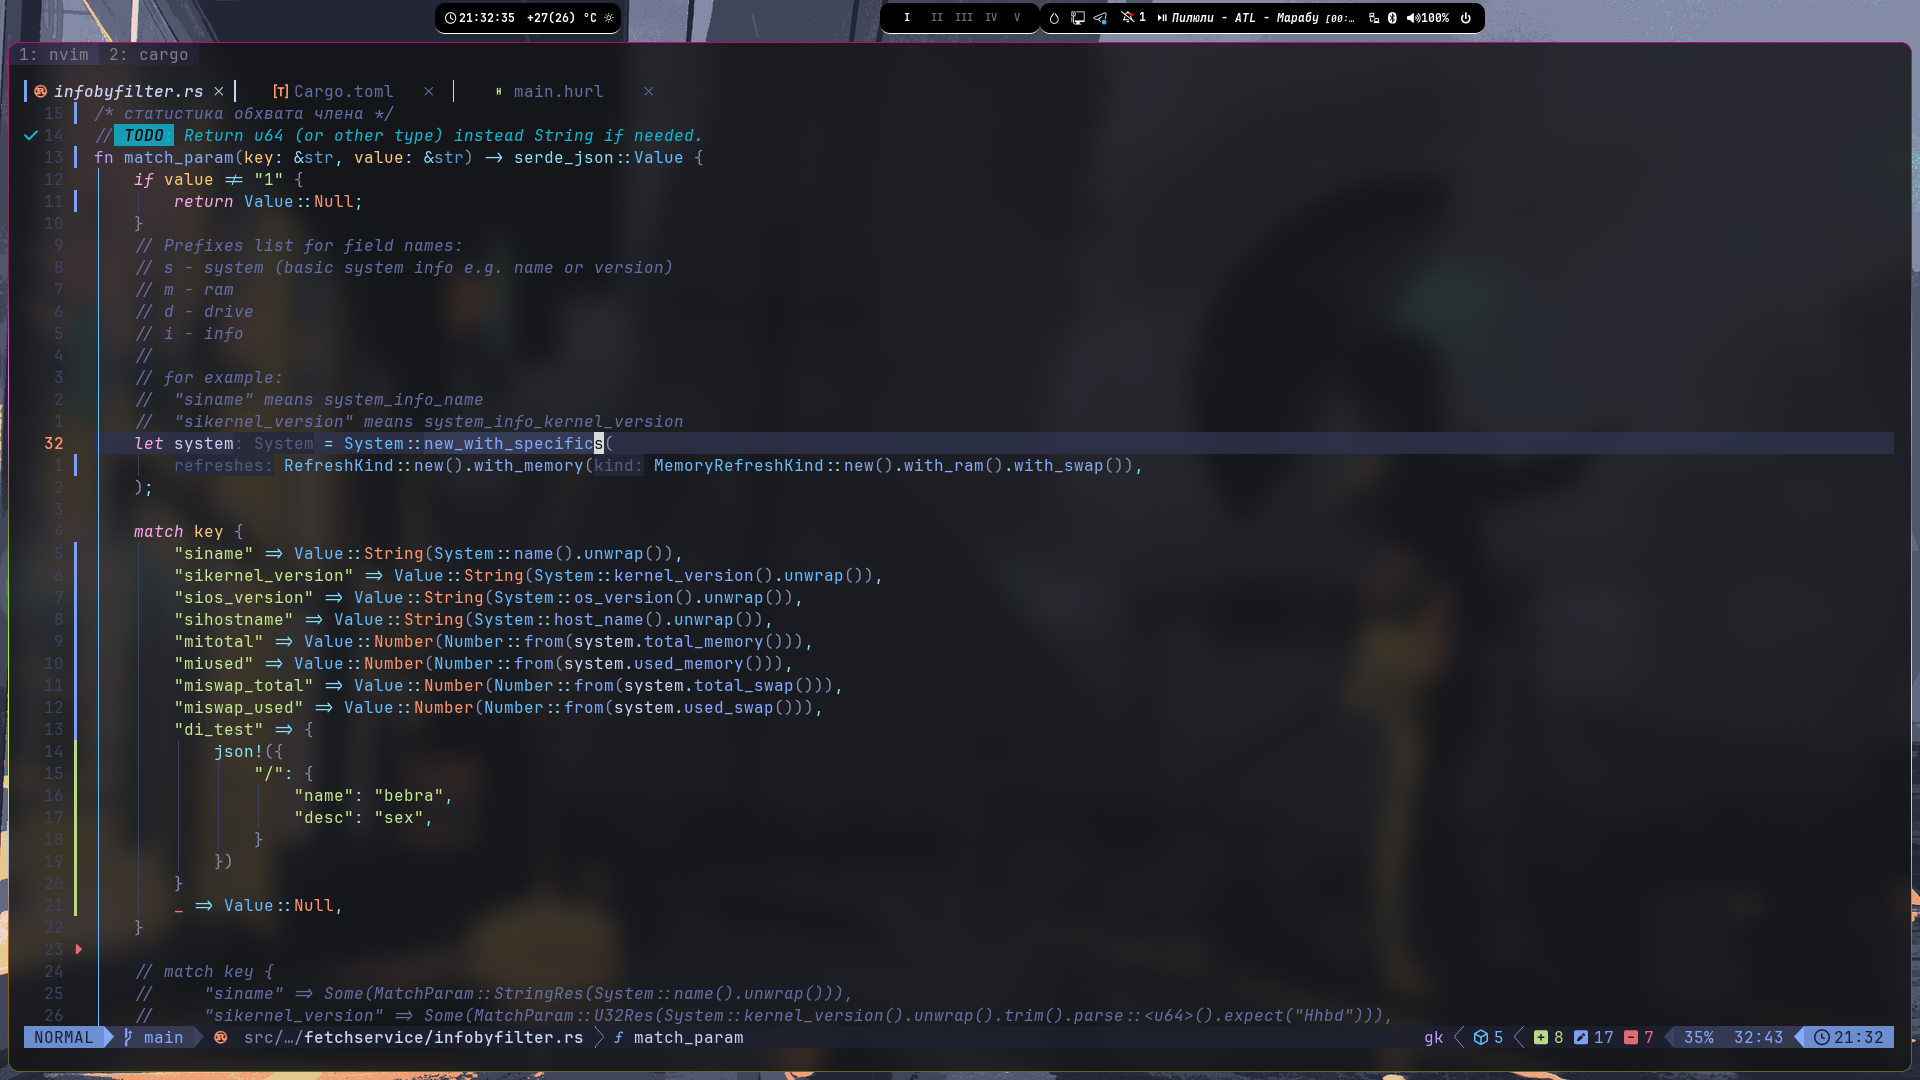 21:32:35 +27(26) °C
I II III IV V
1 Пилюли - ATL - Марабу [00:… 100%
1: nvim 2: cargo
infobyfilter.rs × [T] Cargo.toml × H main.hurl ×
15 /* статистика обхвата члена */
14 // TODO Return u64 (or other type) instead String if needed.
13 fn match_param(key: &str, value: &str) -> serde_json::Value {
12 if value != "1" {
11 return Value::Null;
10 }
9 // Prefixes list for field names:
8 // s - system (basic system info e.g. name or version)
7 // m - ram
6 // d - drive
5 // i - info
4 //
3 // for example:
2 // "siname" means system_info_name
1 // "sikernel_version" means system_info_kernel_version
32 let system: System = System::new_with_specifics(
1 refreshes: RefreshKind::new().with_memory(kind: MemoryRefreshKind::new().with_ram().with_swap()),
2 );
3
4 match key {
5 "siname" => Value::String(System::name().unwrap()),
6 "sikernel_version" => Value::String(System::kernel_version().unwrap()),
7 "sios_version" => Value::String(System::os_version().unwrap()),
8 "sihostname" => Value::String(System::host_name().unwrap()),
9 "mitotal" => Value::Number(Number::from(system.total_memory())),
10 "miused" => Value::Number(Number::from(system.used_memory())),
11 "miswap_total" => Value::Number(Number::from(system.total_swap())),
12 "miswap_used" => Value::Number(Number::from(system.used_swap())),
13 "di_test" => {
14 json!({
15 "/": {
16 "name": "bebra",
17 "desc": "sex",
18 }
19 })
20 }
21 _ => Value::Null,
22 }
23
24 // match key {
25 // "siname" => Some(MatchParam::StringRes(System::name().unwrap())),
26 // "sikernel_version" => Some(MatchParam::U32Res(System::kernel_version().unwrap().trim().parse::<u64>().expect("Hhbd"))),
NORMAL main src/…/fetchservice/infobyfilter.rs f match_param gk 5 8 17 7 35% 32:43 21:32